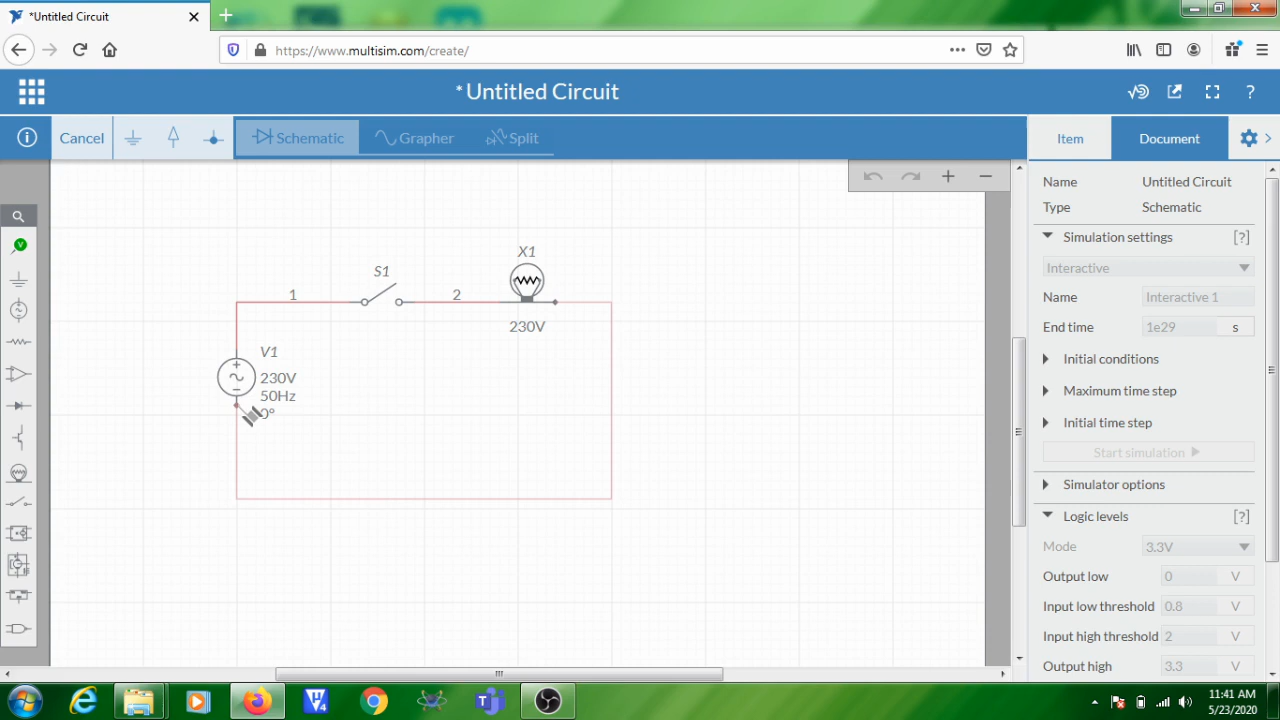 *Untitled Circuit
https://www.multisim.com/create/
*Untitled Circuit
?
Cancel
Schematic
Grapher
Split
Item
Document
Name Untitled Circuit
Type Schematic
Simulation settings [?]
Interactive
Name Interactive 1
End time 1e29 s
Initial conditions
Maximum time step
Initial time step
Start simulation
Simulator options
Logic levels [?]
Mode 3.3V
Output low 0 V
Input low threshold 0.8 V
Input high threshold 2 V
Output high 3.3 V
V
X1
S1
1
2
230V
V1
230V
50Hz
0°
11:41 AM
5/23/2020